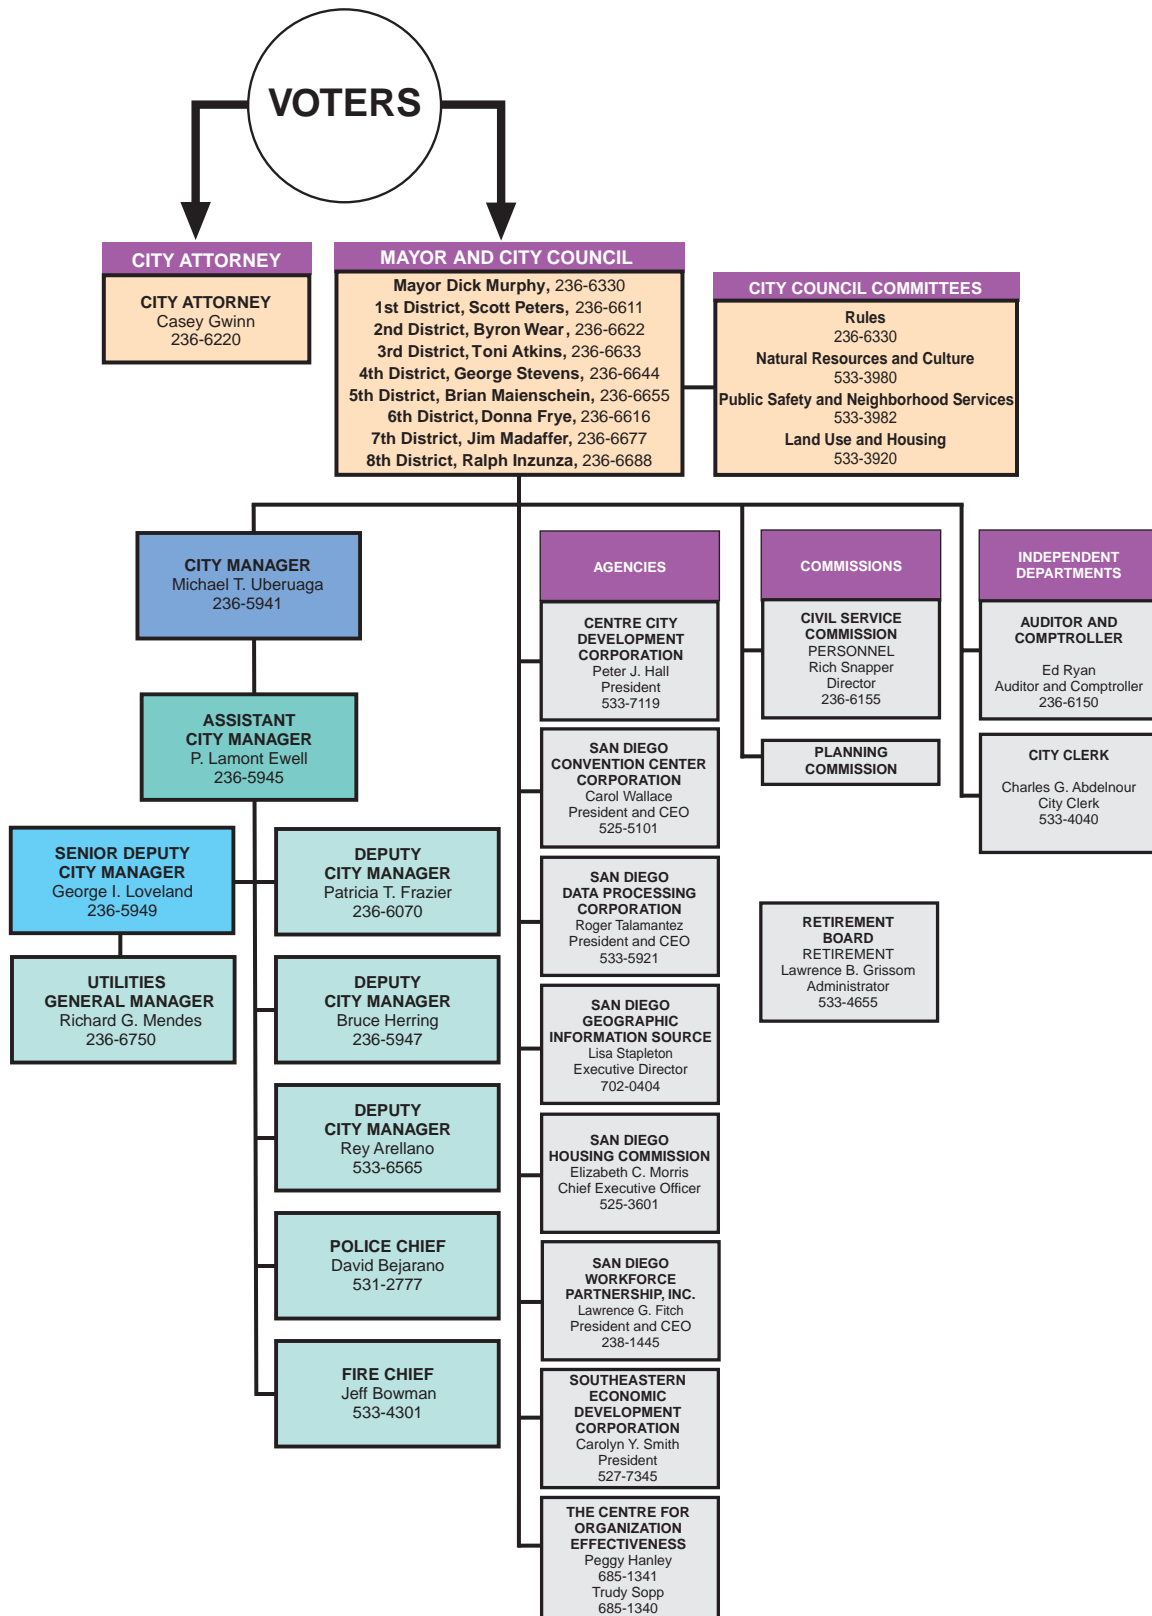 VOTERS
CITY ATTORNEY
CITY ATTORNEY
Casey Gwinn
236-6220
MAYOR AND CITY COUNCIL
Mayor Dick Murphy, 236-6330
1st District, Scott Peters, 236-6611
2nd District, Byron Wear, 236-6622
3rd District, Toni Atkins, 236-6633
4th District, George Stevens, 236-6644
5th District, Brian Maienschein, 236-6655
6th District, Donna Frye, 236-6616
7th District, Jim Madaffer, 236-6677
8th District, Ralph Inzunza, 236-6688
CITY COUNCIL COMMITTEES
Rules
236-6330
Natural Resources and Culture
533-3980
Public Safety and Neighborhood Services
533-3982
Land Use and Housing
533-3920
CITY MANAGER
Michael T. Uberuaga
236-5941
ASSISTANT
CITY MANAGER
P. Lamont Ewell
236-5945
SENIOR DEPUTY
CITY MANAGER
George I. Loveland
236-5949
UTILITIES
GENERAL MANAGER
Richard G. Mendes
236-6750
DEPUTY
CITY MANAGER
Patricia T. Frazier
236-6070
DEPUTY
CITY MANAGER
Bruce Herring
236-5947
DEPUTY
CITY MANAGER
Rey Arellano
533-6565
POLICE CHIEF
David Bejarano
531-2777
FIRE CHIEF
Jeff Bowman
533-4301
AGENCIES
CENTRE CITY
DEVELOPMENT
CORPORATION
Peter J. Hall
President
533-7119
SAN DIEGO
CONVENTION CENTER
CORPORATION
Carol Wallace
President and CEO
525-5101
SAN DIEGO
DATA PROCESSING
CORPORATION
Roger Talamantez
President and CEO
533-5921
SAN DIEGO
GEOGRAPHIC
INFORMATION SOURCE
Lisa Stapleton
Executive Director
702-0404
SAN DIEGO
HOUSING COMMISSION
Elizabeth C. Morris
Chief Executive Officer
525-3601
SAN DIEGO
WORKFORCE
PARTNERSHIP, INC.
Lawrence G. Fitch
President and CEO
238-1445
SOUTHEASTERN
ECONOMIC
DEVELOPMENT
CORPORATION
Carolyn Y. Smith
President
527-7345
THE CENTRE FOR
ORGANIZATION
EFFECTIVENESS
Peggy Hanley
685-1341
Trudy Sopp
685-1340
COMMISSIONS
CIVIL SERVICE
COMMISSION
PERSONNEL
Rich Snapper
Director
236-6155
PLANNING
COMMISSION
RETIREMENT
BOARD
RETIREMENT
Lawrence B. Grissom
Administrator
533-4655
INDEPENDENT
DEPARTMENTS
AUDITOR AND
COMPTROLLER
Ed Ryan
Auditor and Comptroller
236-6150
CITY CLERK
Charles G. Abdelnour
City Clerk
533-4040